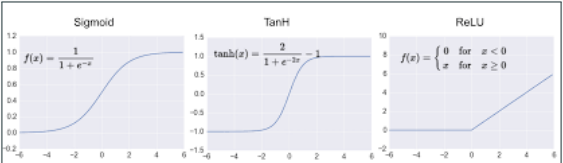 Sigmoid
f(x) = 1 / (1 + e^{-x})
1.2
1.0
0.8
0.6
0.4
0.2
0.0
-0.2
-6 -4 -2 0 2 4 6
TanH
tanh(x) = 2 / (1 + e^{-2x}) - 1
1.5
1.0
0.5
0.0
-0.5
-1.0
-1.5
-6 -4 -2 0 2 4 6
ReLU
f(x) = { 0 for x < 0
x for x ≥ 0
10
8
6
4
2
0
-2
-6 -4 -2 0 2 4 6